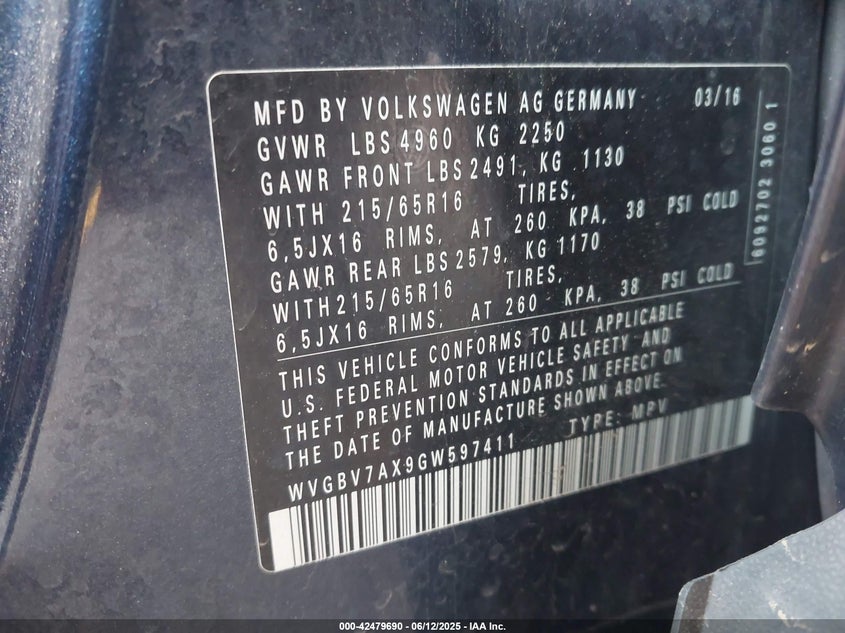 MFD BY VOLKSWAGEN AG GERMANY 03/16
GVWR LBS 4960 KG 2250
GAWR FRONT LBS 2491, KG 1130
WITH 215/65R16 TIRES,
6,5JX16 RIMS, AT 260 KPA, 38 PSI COLD
GAWR REAR LBS 2579, KG 1170
WITH 215/65R16 TIRES,
6,5JX16 RIMS, AT 260 KPA, 38 PSI COLD
THIS VEHICLE CONFORMS TO ALL APPLICABLE
U.S. FEDERAL MOTOR VEHICLE SAFETY AND
THEFT PREVENTION STANDARDS IN EFFECT ON
THE DATE OF MANUFACTURE SHOWN ABOVE.
WVGBV7AX9GW597411 TYPE: MPV
6092702 3060 1
000-42479690 - 06/12/2025 - IAA Inc.